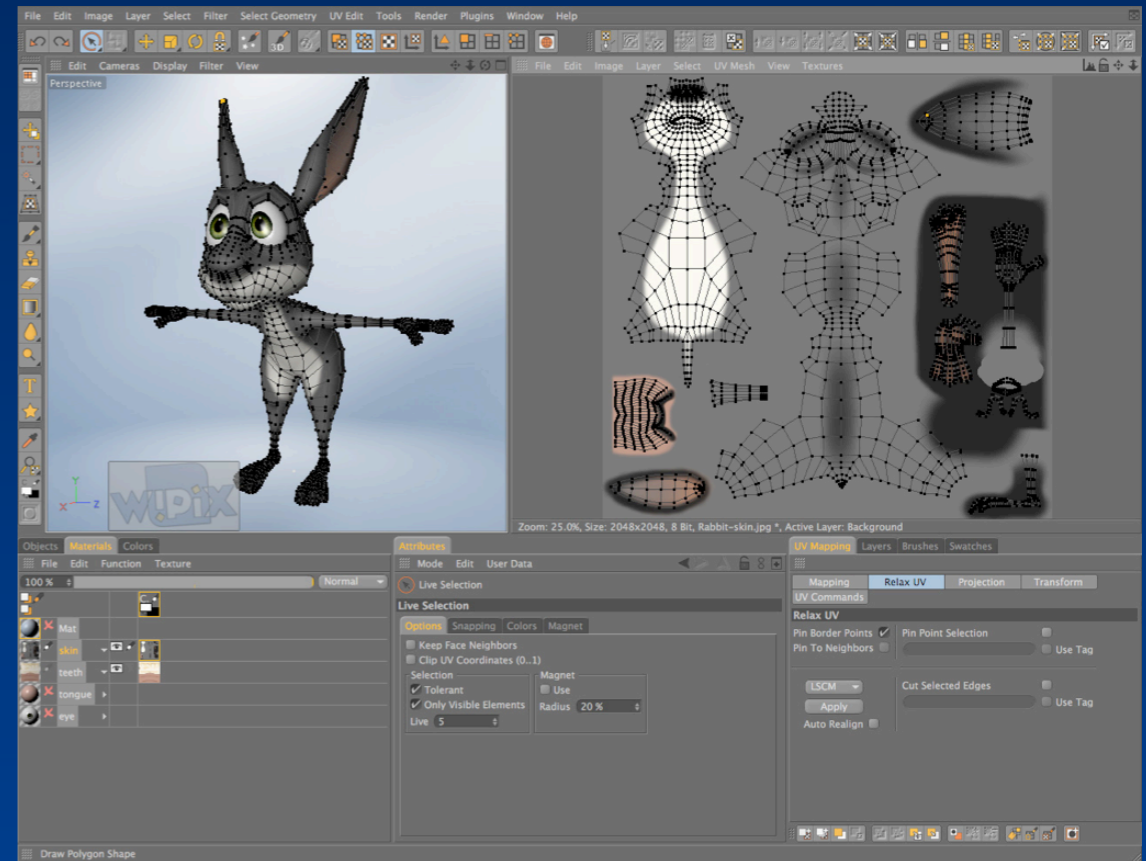 File Edit Image Layer Select Filter Select Geometry UV Edit Tools Render Plugins Window Help
3D
Edit Cameras Display Filter View
File Edit Image Layer Select UV Mesh View Textures
Perspective
T
Y
X Z
WIPIX
Zoom: 25.0%, Size: 2048x2048, 8 Bit, Rabbit-skin.jpg *, Active Layer: Background
Objects Materials Colors
File Edit Function Texture
100 % Normal
C.
Mat
skin
teeth
tongue
eye
Attributes
Mode Edit User Data
Live Selection
Live Selection
Options Snapping Colors Magnet
Keep Face Neighbors
Clip UV Coordinates (0..1)
Selection Magnet
Tolerant Use
Only Visible Elements Radius 20 %
Live 5
UV Mapping Layers Brushes Swatches
Mapping Relax UV Projection Transform
UV Commands
Relax UV
Pin Border Points Pin Point Selection
Pin To Neighbors Use Tag
LSCM Cut Selected Edges
Apply Use Tag
Auto Realign
Draw Polygon Shape